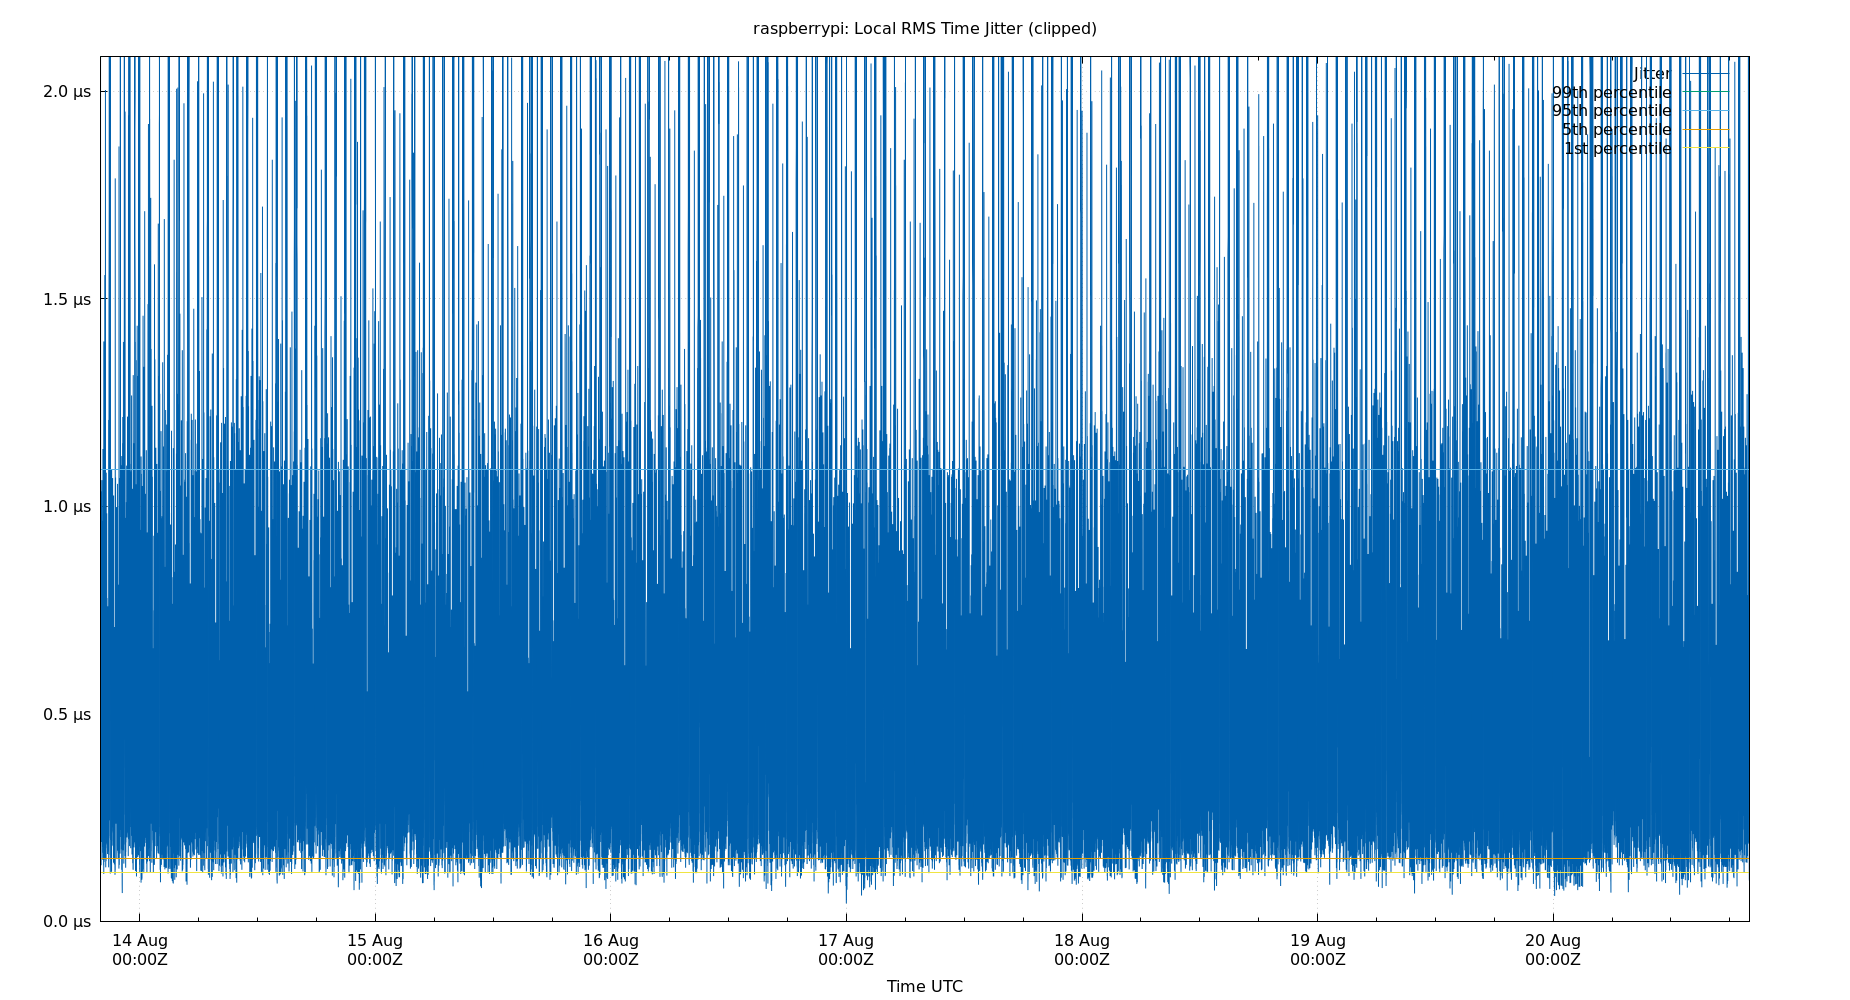 raspberrypi: Local RMS Time Jitter (clipped)
Jitter
99th percentile
95th percentile
5th percentile
1st percentile
2.0 µs
1.5 µs
1.0 µs
0.5 µs
0.0 µs
14 Aug 15 Aug 16 Aug 17 Aug 18 Aug 19 Aug 20 Aug
00:00Z 00:00Z 00:00Z 00:00Z 00:00Z 00:00Z 00:00Z
Time UTC